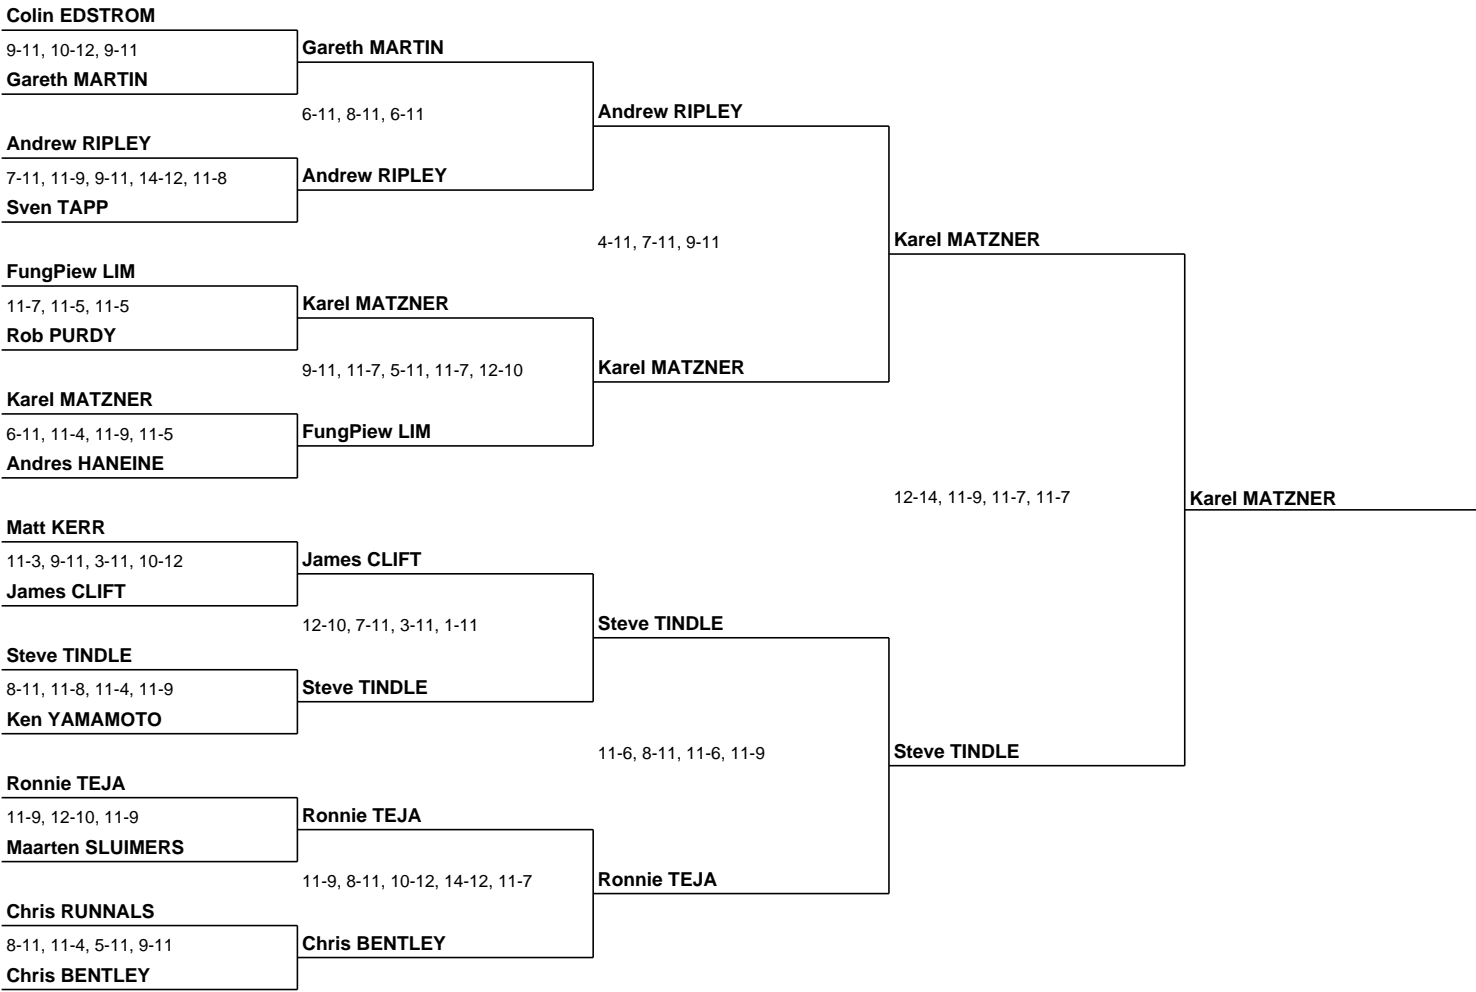 Colin EDSTROM
9-11, 10-12, 9-11
Gareth MARTIN
Andrew RIPLEY
7-11, 11-9, 9-11, 14-12, 11-8
Sven TAPP
FungPiew LIM
11-7, 11-5, 11-5
Rob PURDY
Karel MATZNER
6-11, 11-4, 11-9, 11-5
Andres HANEINE
Matt KERR
11-3, 9-11, 3-11, 10-12
James CLIFT
Steve TINDLE
8-11, 11-8, 11-4, 11-9
Ken YAMAMOTO
Ronnie TEJA
11-9, 12-10, 11-9
Maarten SLUIMERS
Chris RUNNALS
8-11, 11-4, 5-11, 9-11
Chris BENTLEY
Gareth MARTIN
6-11, 8-11, 6-11
Andrew RIPLEY
Karel MATZNER
9-11, 11-7, 5-11, 11-7, 12-10
FungPiew LIM
James CLIFT
12-10, 7-11, 3-11, 1-11
Steve TINDLE
Ronnie TEJA
11-9, 8-11, 10-12, 14-12, 11-7
Chris BENTLEY
Andrew RIPLEY
4-11, 7-11, 9-11
Karel MATZNER
Steve TINDLE
11-6, 8-11, 11-6, 11-9
Ronnie TEJA
Karel MATZNER
12-14, 11-9, 11-7, 11-7
Steve TINDLE
Karel MATZNER